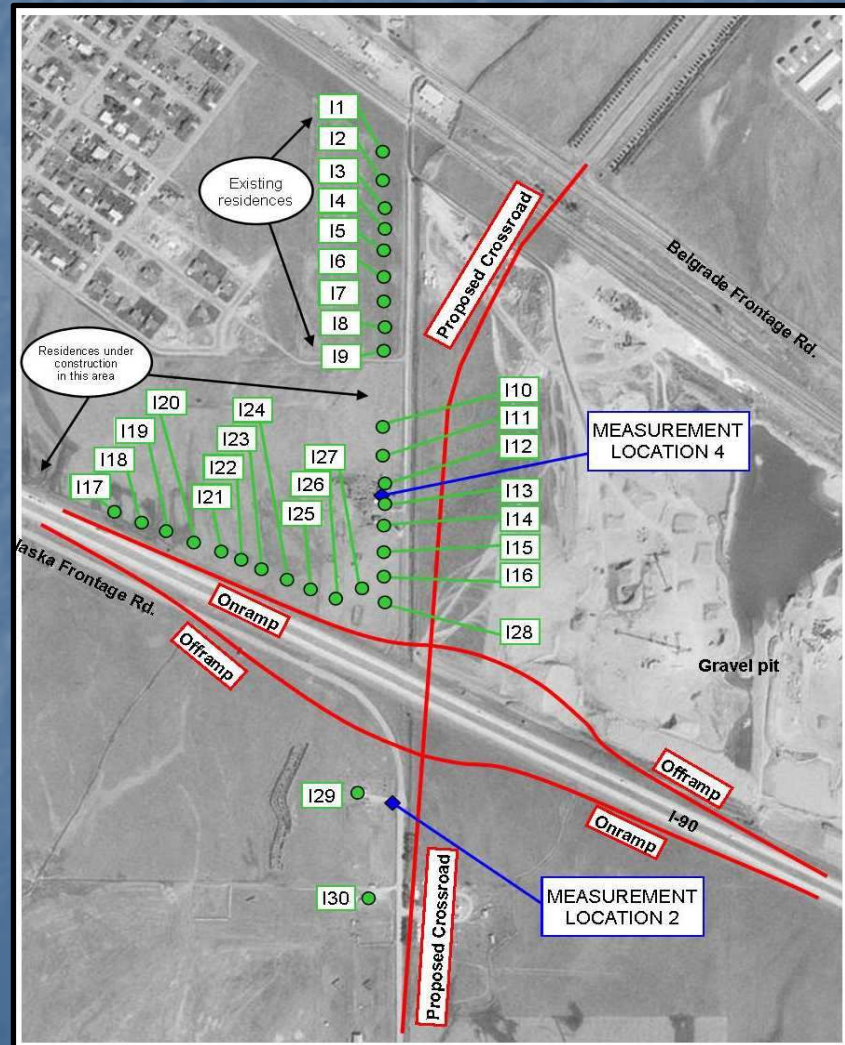 I1
I2
I3
I4
I5
I6
I7
I8
I9
Existing
residences
Proposed Crossroad
Belgrade Frontage Rd.
Residences under
construction
in this area
I10
I11
I12
I13
I14
I15
I16
I28
MEASUREMENT
LOCATION 4
I17
I18
I19
I20
I21
I22
I23
I24
I25
I26
I27
laska Frontage Rd.
Onramp
Offramp
Gravel pit
Offramp
I-90
Onramp
I29
I30
MEASUREMENT
LOCATION 2
Proposed Crossroad